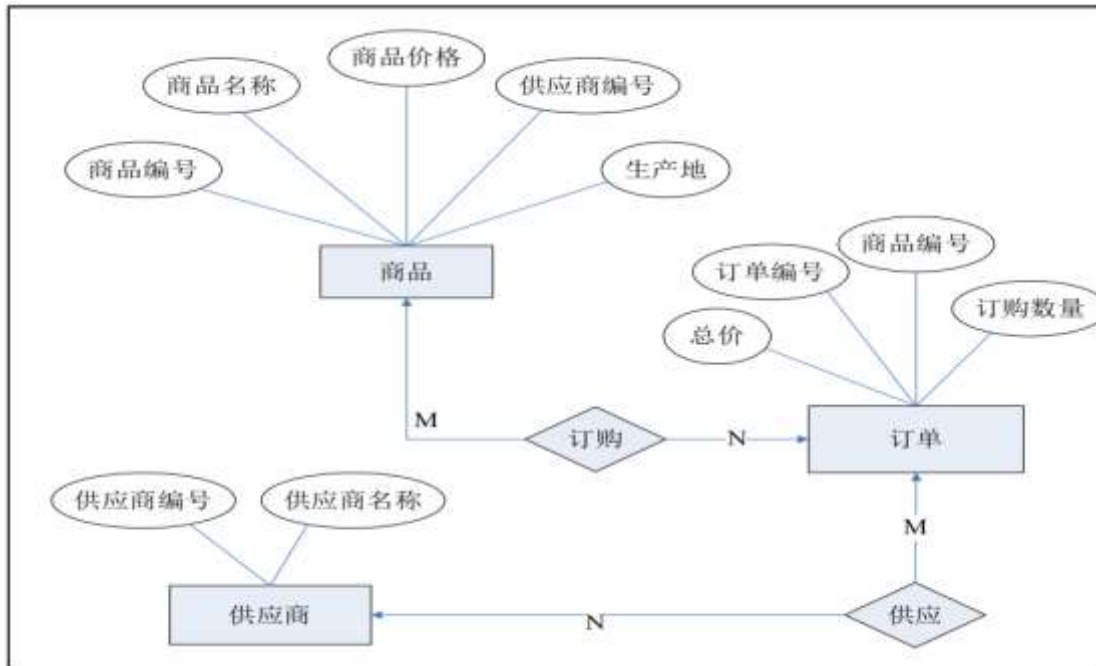 商品价格
商品名称
供应商编号
商品编号
生产地
商品
商品编号
订单编号
订购数量
总价
M
订购
N
订单
供应商编号
供应商名称
M
供应商
N
供应